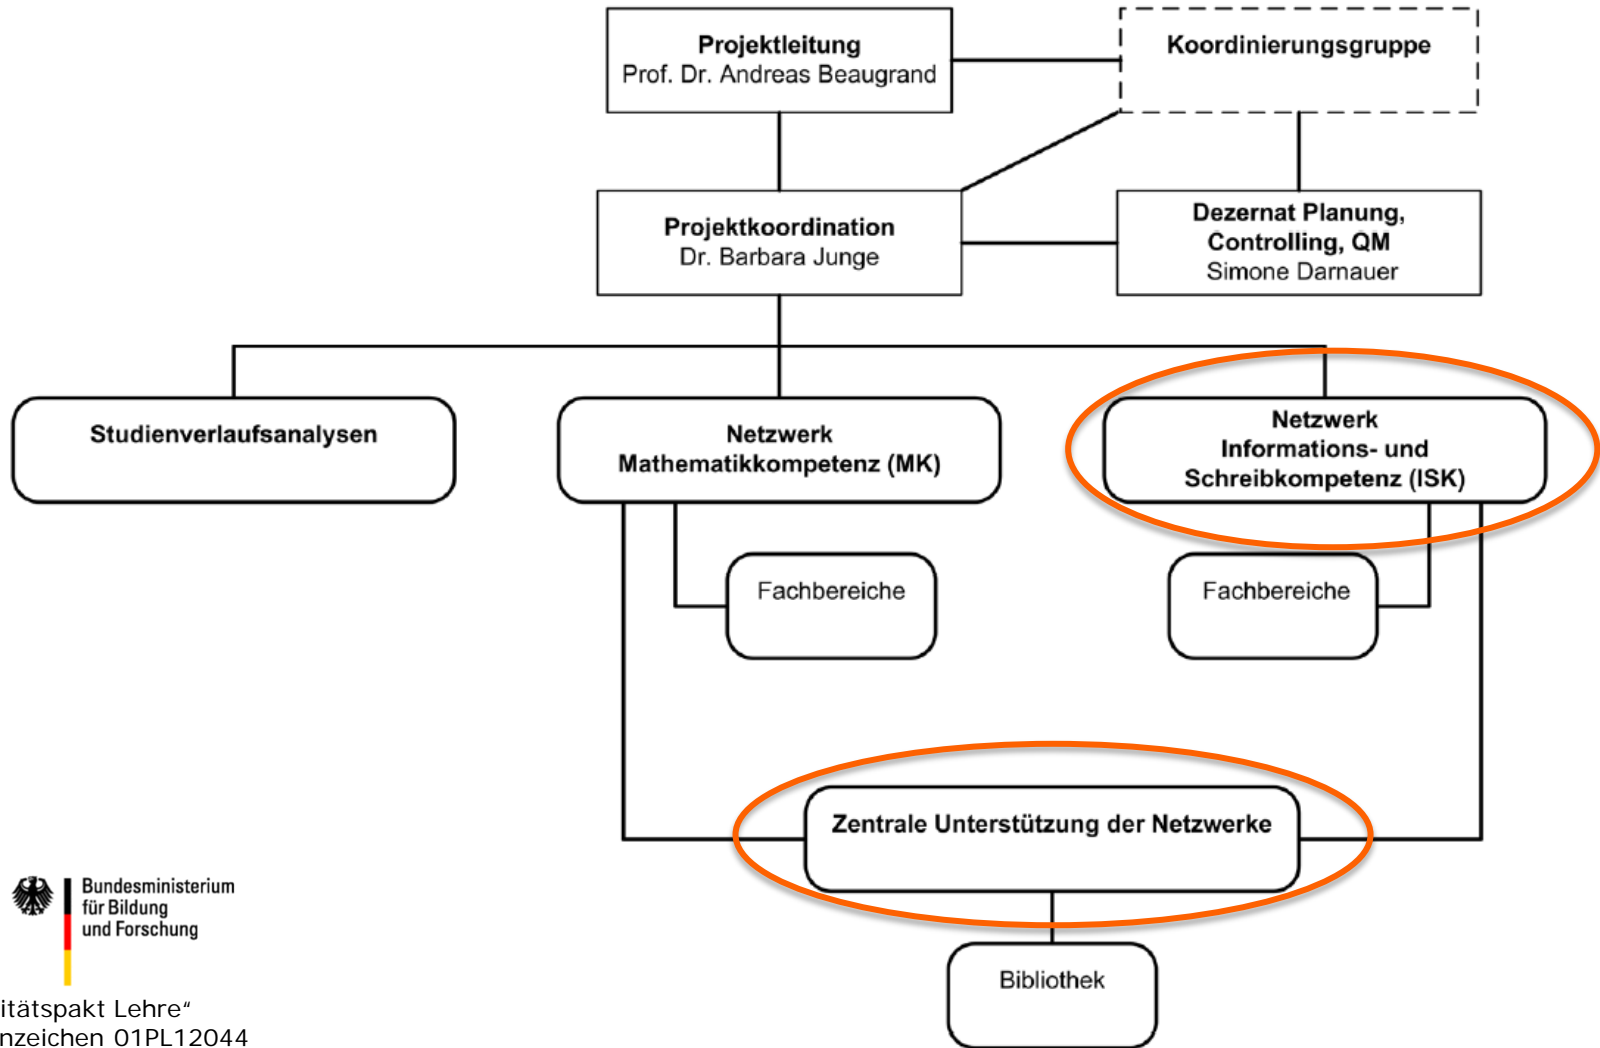 Projektleitung
Prof. Dr. Andreas Beaugrand
Koordinierungsgruppe
Projektkoordination
Dr. Barbara Junge
Dezernat Planung,
Controlling, QM
Simone Darnauer
Studienverlaufsanalysen
Netzwerk
Mathematikkompetenz (MK)
Netzwerk
Informations- und
Schreibkompetenz (ISK)
Fachbereiche
Fachbereiche
Zentrale Unterstützung der Netzwerke
Bibliothek
Bundesministerium
für Bildung
und Forschung
itätspakt Lehre“
nzeichen 01PL12044